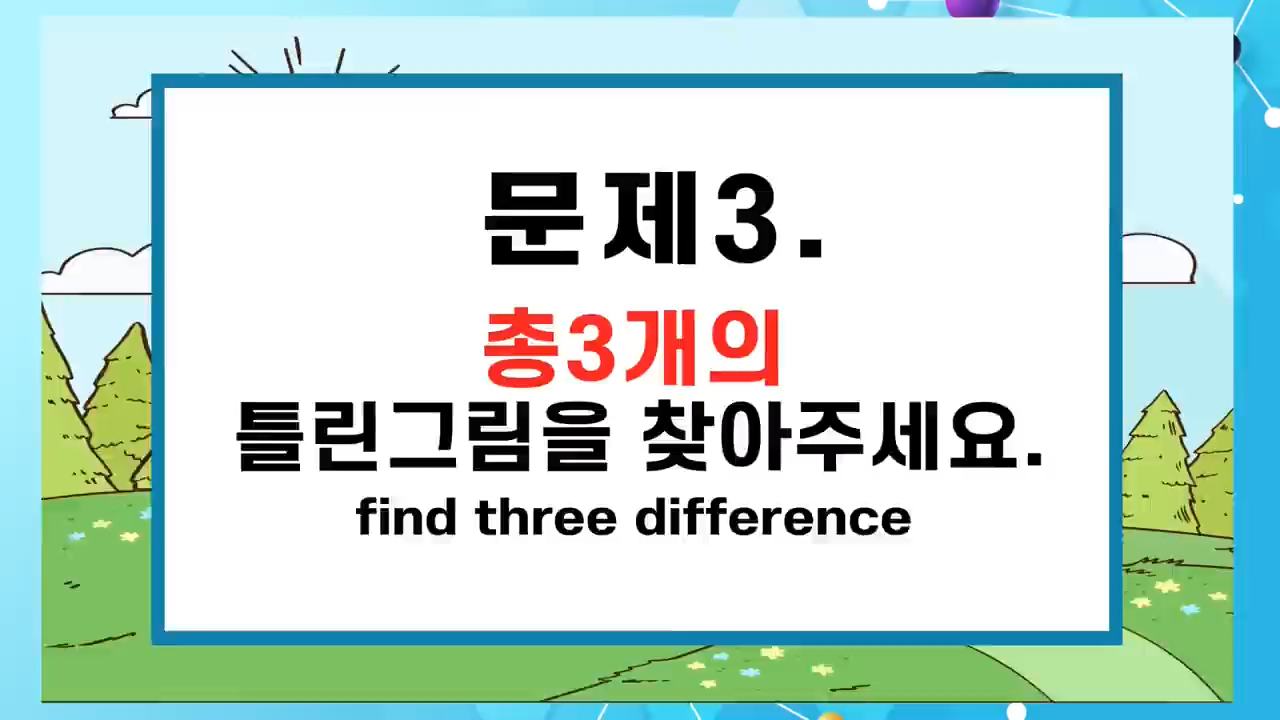 문제3.
총3개의
틀린그림을 찾아주세요.
find three difference